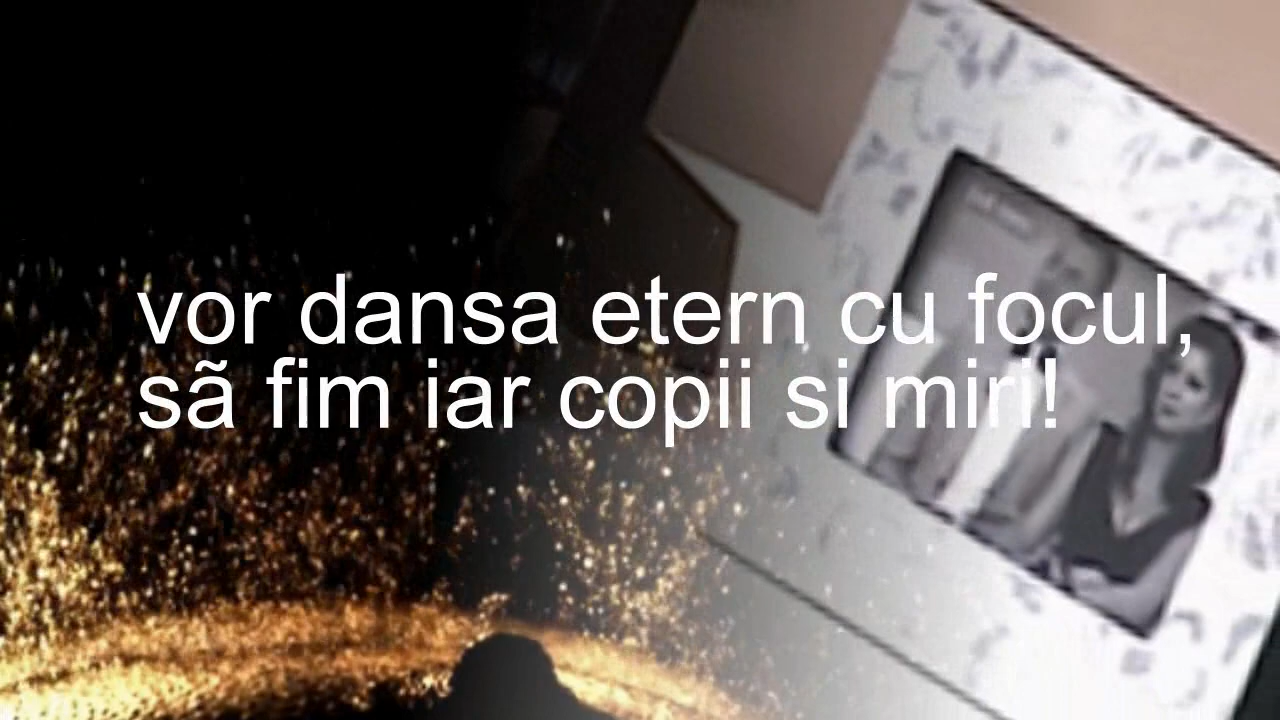 vor dansa etern cu focul,
sã fim iar copii si miri!